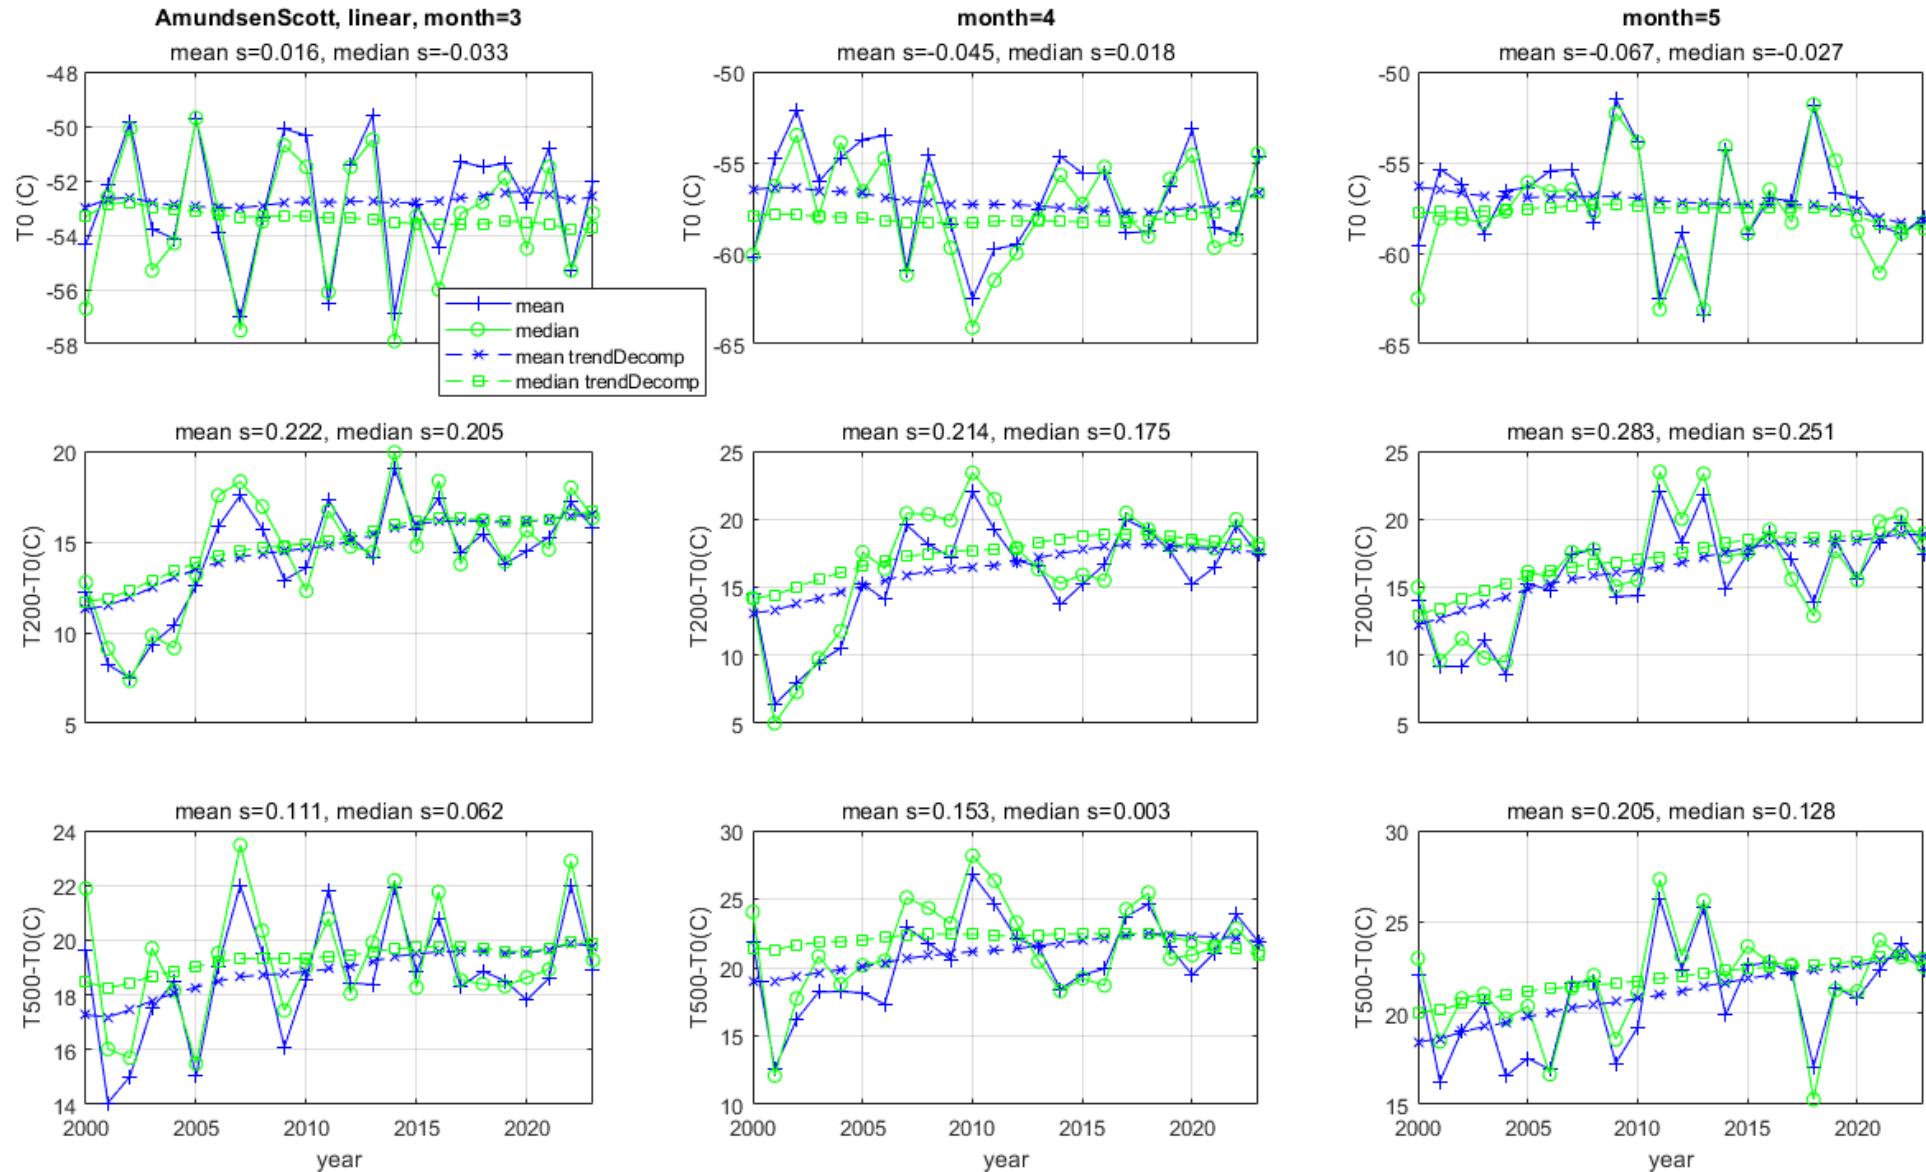 AmundsenScott, linear, month=3
month=4
month=5
mean s=0.016, median s=-0.033
mean s=-0.045, median s=0.018
mean s=-0.067, median s=-0.027
T0 (C)
-48
-50
-52
-54
-56
-58
T0 (C)
-50
-55
-60
-65
T0 (C)
-50
-55
-60
-65
mean
median
mean trendDecomp
median trendDecomp
mean s=0.222, median s=0.205
mean s=0.214, median s=0.175
mean s=0.283, median s=0.251
T200-T0(C)
20
15
10
5
T200-T0(C)
25
20
15
10
5
T200-T0(C)
25
20
15
10
5
mean s=0.111, median s=0.062
mean s=0.153, median s=0.003
mean s=0.205, median s=0.128
T500-T0(C)
24
22
20
18
16
14
T500-T0(C)
30
25
20
15
10
T500-T0(C)
30
25
20
15
2000 2005 2010 2015 2020
2000 2005 2010 2015 2020
2000 2005 2010 2015 2020
year
year
year